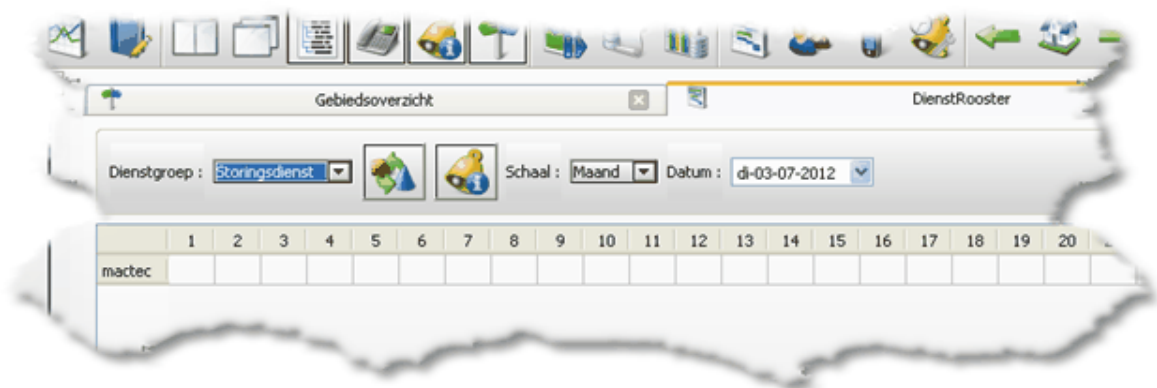 Gebiedsoverzicht DienstRooster
Dienstgroep : Storingsdienst Schaal : Maand Datum : di-03-07-2012
1 2 3 4 5 6 7 8 9 10 11 12 13 14 15 16 17 18 19 20
mactec